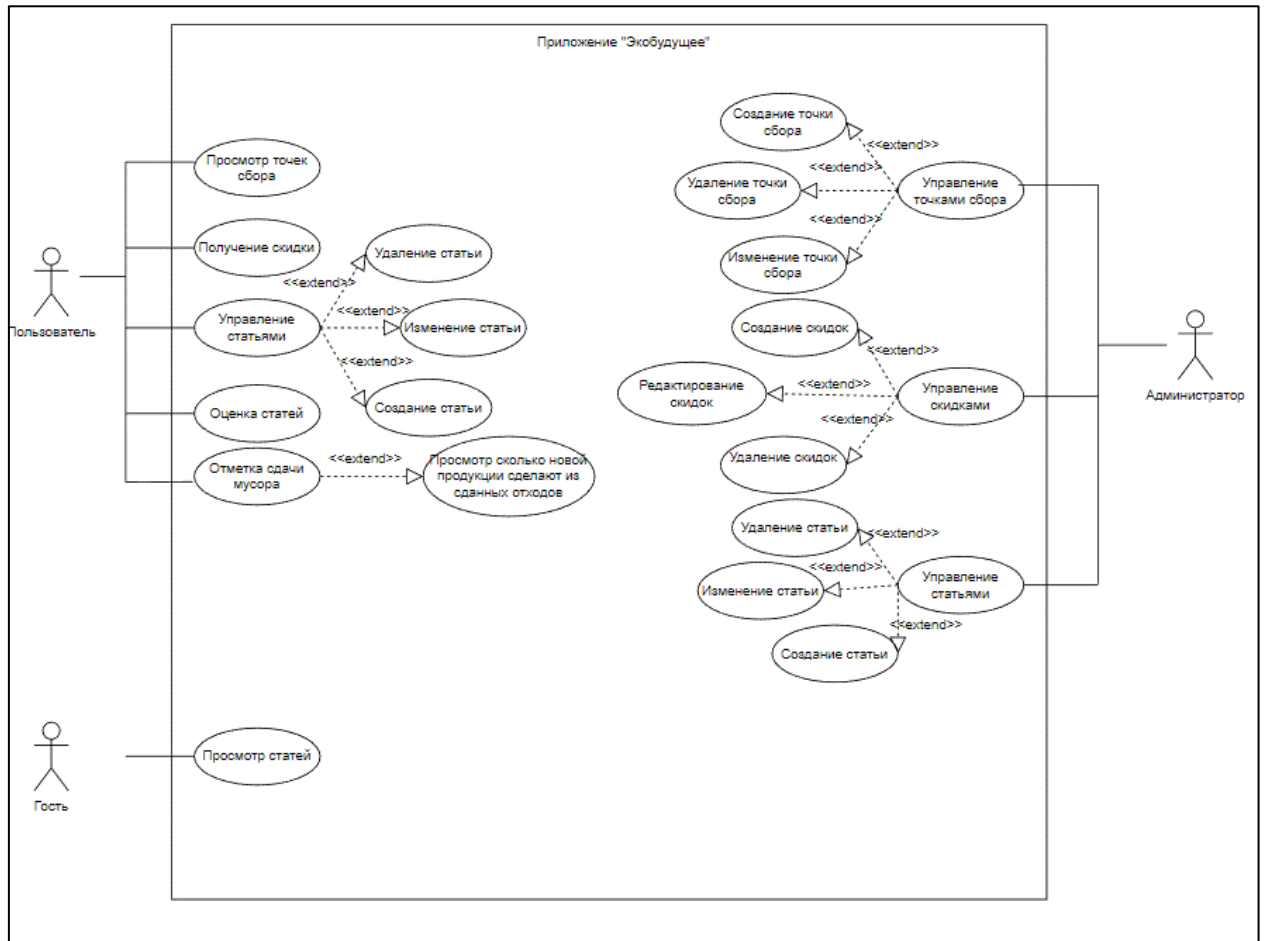 Приложение "Экобудущее"
Просмотр точек
сбора
Получение скидки
Управление
статьями
Оценка статей
Отметка сдачи
мусора
Удаление статьи
<<extend>>
<<extend>>
Изменение статьи
<<extend>>
Создание статьи
<<extend>>
Просмотр сколько новой
продукции сделают из
сданных отходов
Пользователь
Создание точки
сбора
<<extend>>
<<extend>>
Удаление точки
сбора
Управление
точками сбора
<<extend>>
Изменение точки
сбора
Создание скидок
<<extend>>
Редактирование
скидок
<<extend>>
Управление
скидками
<<extend>>
Удаление скидок
Администратор
Удаление статьи
<<extend>>
<<extend>>
Изменение статьи
Управление
статьями
<<extend>>
Создание статьи
Просмотр статей
Гость